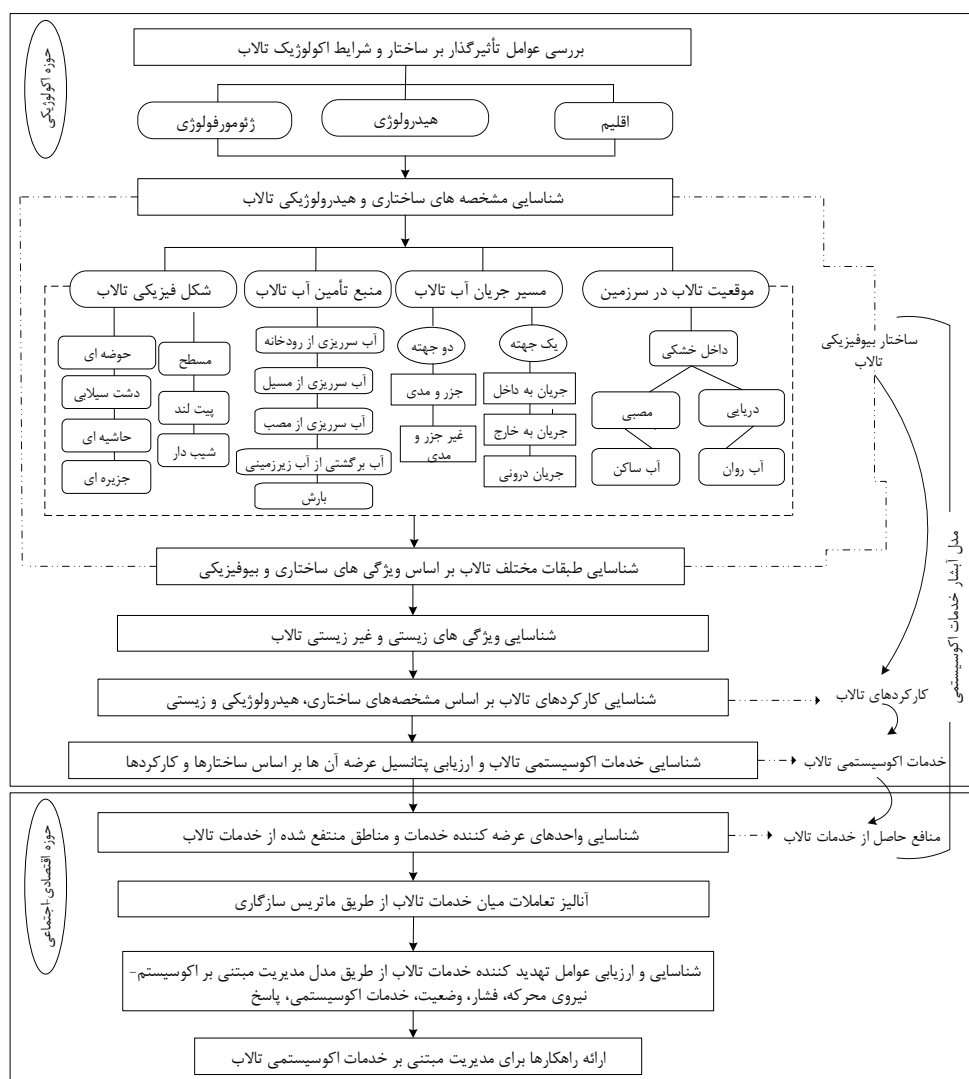 حوزه اکولوژیکی
بررسی عوامل تأثیرگذار بر ساختار و شرایط اکولوژیک تالاب
اقلیم
هیدرولوژی
ژئومورفولوژی
شناسایی مشخصه های ساختاری و هیدرولوژیکی تالاب
موقعیت تالاب در سرزمین
مسیر جریان آب تالاب
منبع تأمین آب تالاب
شکل فیزیکی تالاب
داخل خشکی
دریایی
مصبی
آب روان
آب ساکن
یک جهته
دو جهته
جریان به داخل
جریان به خارج
جریان درونی
جزر و مدی
غیر جزر و
مدی
آب سرریزی از رودخانه
آب سرریزی از مسیل
آب سرریزی از مصب
آب برگشتی از آب زیرزمینی
بارش
مسطح
پیت لند
شیب دار
حوضه ای
دشت سیلابی
حاشیه ای
جزیره ای
ساختار بیوفیزیکی
تالاب
شناسایی طبقات مختلف تالاب بر اساس ویژگی های ساختاری و بیوفیزیکی
شناسایی ویژگی های زیستی و غیر زیستی تالاب
شناسایی کارکردهای تالاب بر اساس مشخصه‌های ساختاری، هیدرولوژیکی و زیستی
کارکردهای تالاب
شناسایی خدمات اکوسیستمی تالاب و ارزیابی پتانسیل عرضه آن ها بر اساس ساختارها و کارکردها
خدمات اکوسیستمی تالاب
مدل آبشار خدمات اکوسیستمی
حوزه اقتصادی-اجتماعی
شناسایی واحدهای عرضه کننده خدمات و مناطق منتفع شده از خدمات تالاب
منافع حاصل از خدمات تالاب
آنالیز تعاملات میان خدمات تالاب از طریق ماتریس سازگاری
شناسایی و ارزیابی عوامل تهدید کننده خدمات تالاب از طریق مدل مدیریت مبتنی بر اکوسیستم-
نیروی محرکه، فشار، وضعیت، خدمات اکوسیستمی، پاسخ
ارائه راهکارها برای مدیریت مبتنی بر خدمات اکوسیستمی تالاب